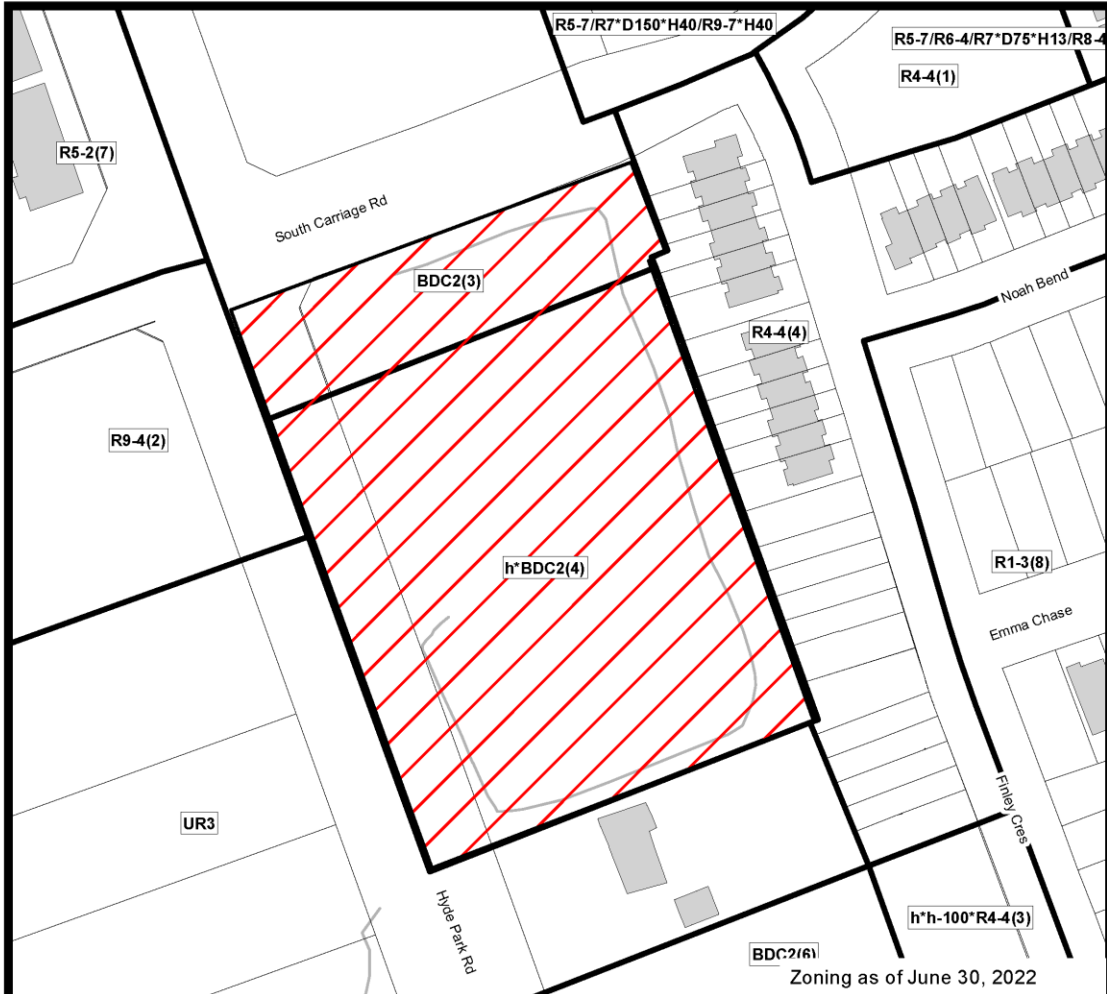 R5-7/R7*D150*H40/R9-7*H40
R5-7/R6-4/R7*D75*H13/R8-4
R4-4(1)
R5-2(7)
South Carriage Rd
BDC2(3)
Noah Bend
R4-4(4)
R9-4(2)
h*BDC2(4)
R1-3(8)
Emma Chase
UR3
Finley Cres
Hyde Park Rd
h*h-100*R4-4(3)
BDC2(6)
Zoning as of June 30, 2022